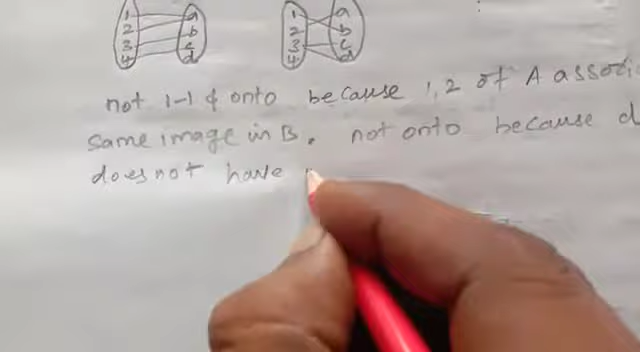 1 a 1 a
2 b 2 b
3 c 3 c
4 d 4 d
not 1-1 & onto because 1, 2 of A
same image in B. not onto because d
does not have